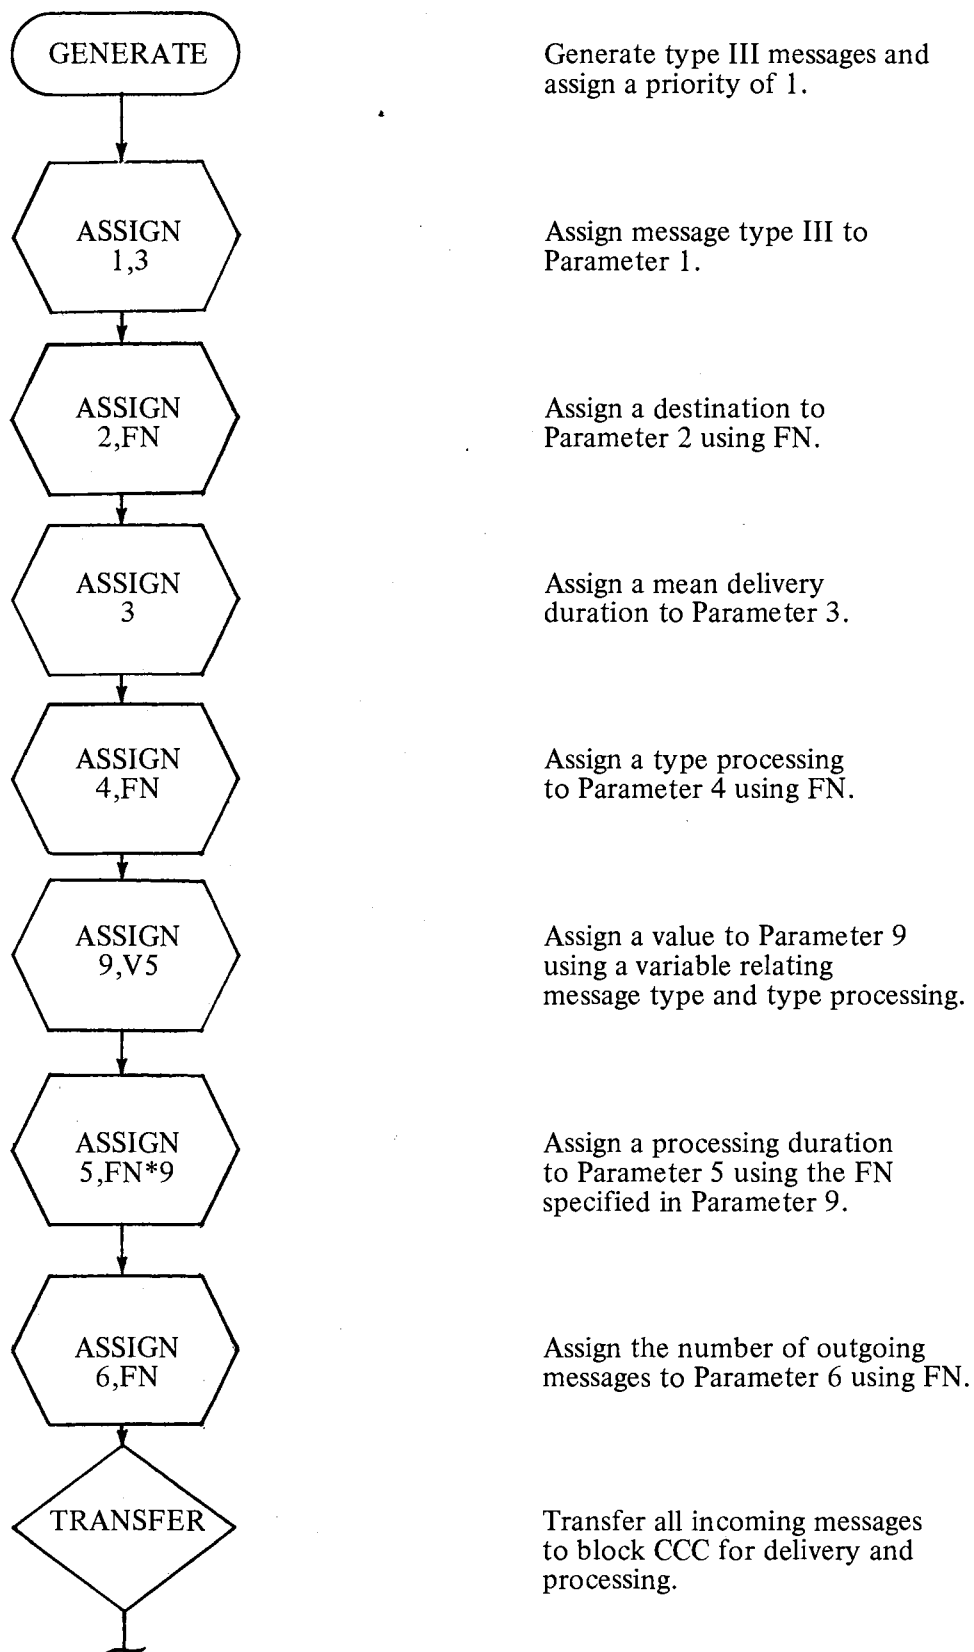 GENERATE
Generate type III messages and
assign a priority of 1.
ASSIGN
1,3
Assign message type III to
Parameter 1.
ASSIGN
2,FN
Assign a destination to
Parameter 2 using FN.
ASSIGN
3
Assign a mean delivery
duration to Parameter 3.
ASSIGN
4,FN
Assign a type processing
to Parameter 4 using FN.
ASSIGN
9,V5
Assign a value to Parameter 9
using a variable relating
message type and type processing.
ASSIGN
5,FN*9
Assign a processing duration
to Parameter 5 using the FN
specified in Parameter 9.
ASSIGN
6,FN
Assign the number of outgoing
messages to Parameter 6 using FN.
TRANSFER
Transfer all incoming messages
to block CCC for delivery and
processing.